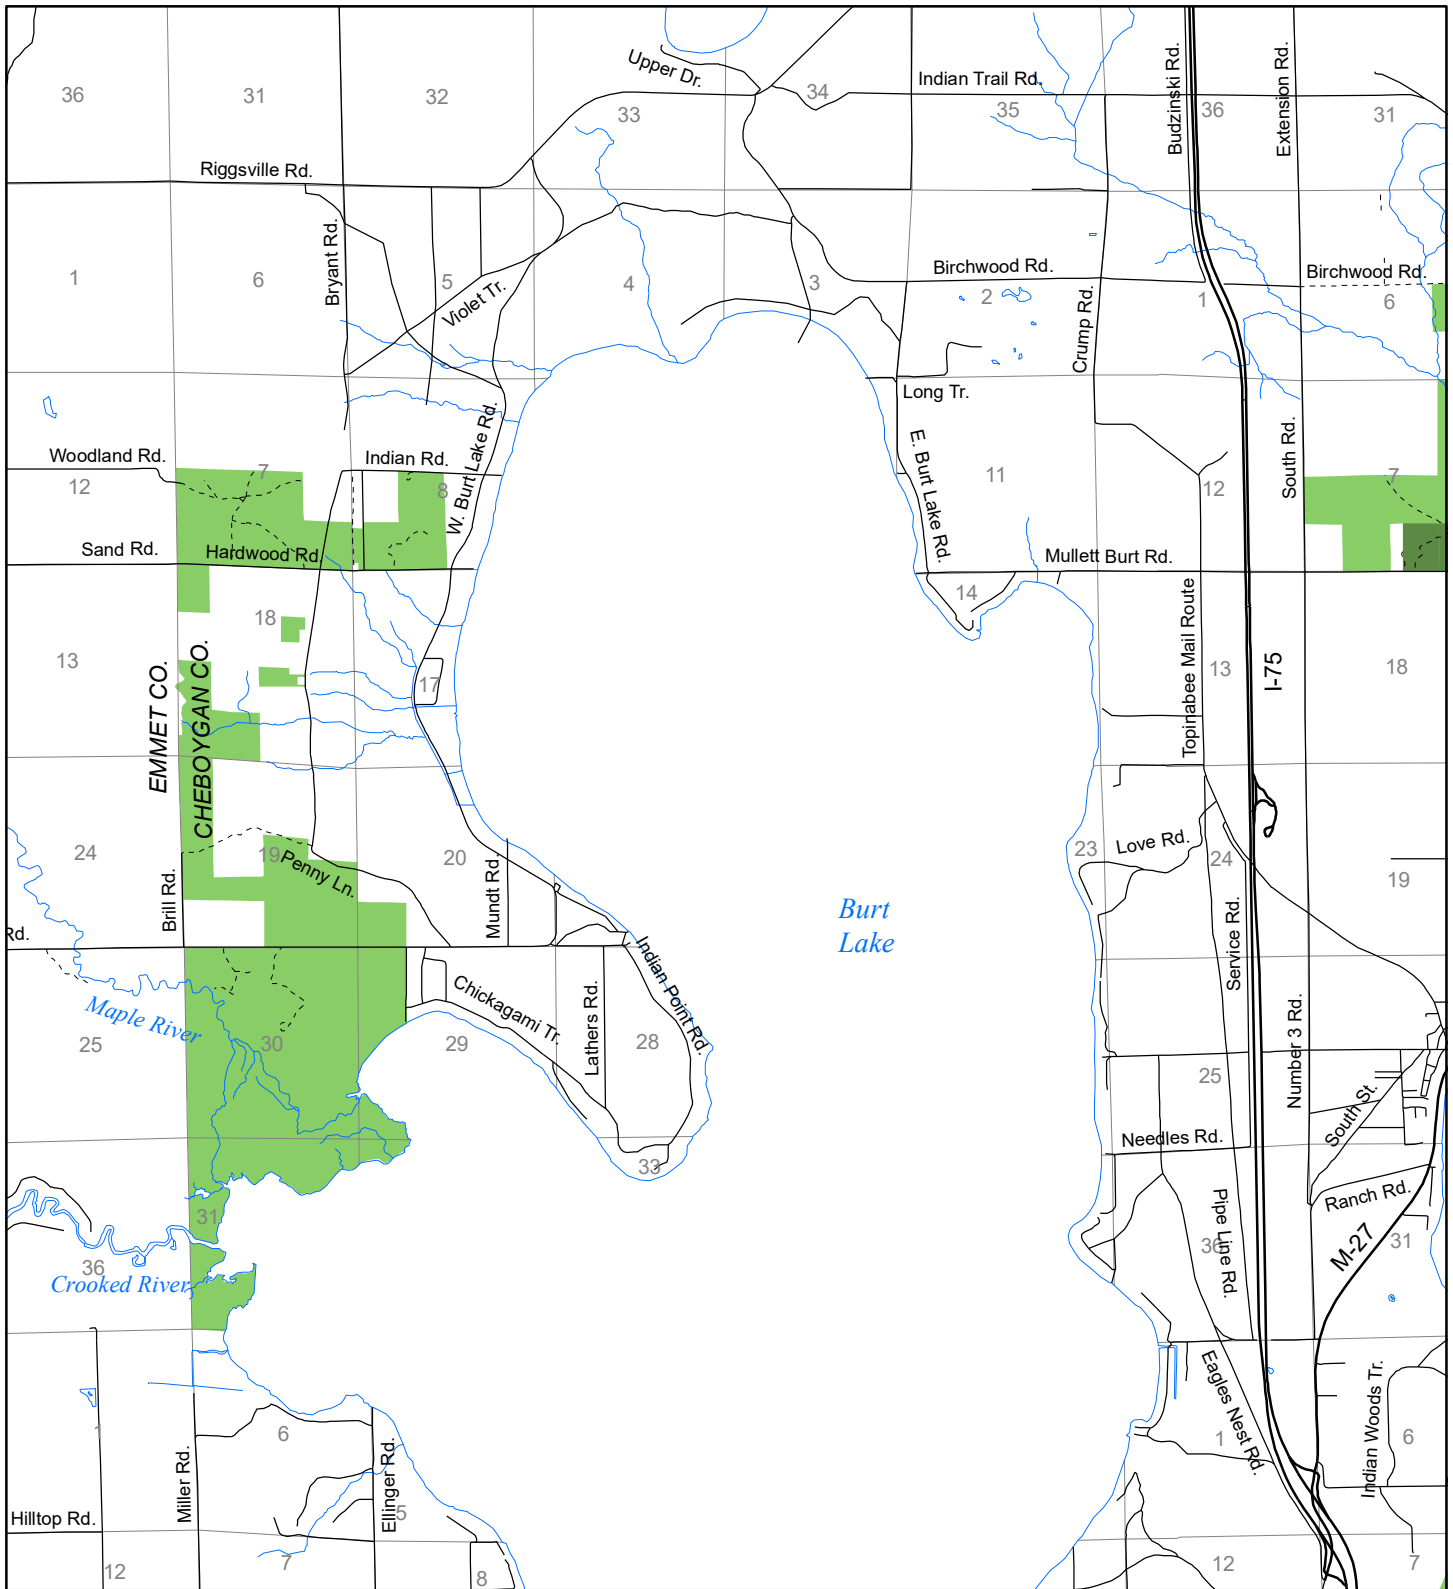 Upper Dr.
Indian Trail Rd.
Budzinski Rd.
Extension Rd.
36
31
32
33
34
35
36
31
Riggsville Rd.
Bryant Rd.
Violet Tr.
Birchwood Rd.
Birchwood Rd.
Crump Rd.
1
6
5
4
3
2
1
6
Long Tr.
W. Burt Lake Rd.
E. Burt Lake Rd.
South Rd.
Woodland Rd.
Indian Rd.
12
7
8
11
12
7
Sand Rd.
Hardwood Rd.
Mullett Burt Rd.
14
18
Topinabee Mail Route
I-75
13
17
13
18
EMMET CO.
CHEBOYGAN CO.
24
19
Penny Ln.
20
Mundt Rd.
23
Love Rd.
24
19
Brill Rd.
Burt
Lake
Service Rd.
Rd.
Indian Point Rd.
Chickagami Tr.
Lathers Rd.
Number 3 Rd.
Maple River
25
30
29
28
25
South St.
Needles Rd.
33
Ranch Rd.
Pipe Line Rd.
M-27
31
36
31
36
Crooked River
Eagles Nest Rd.
Indian Woods Tr.
1
6
1
6
Miller Rd.
Ellinger Rd.
5
Hilltop Rd.
12
7
8
12
7